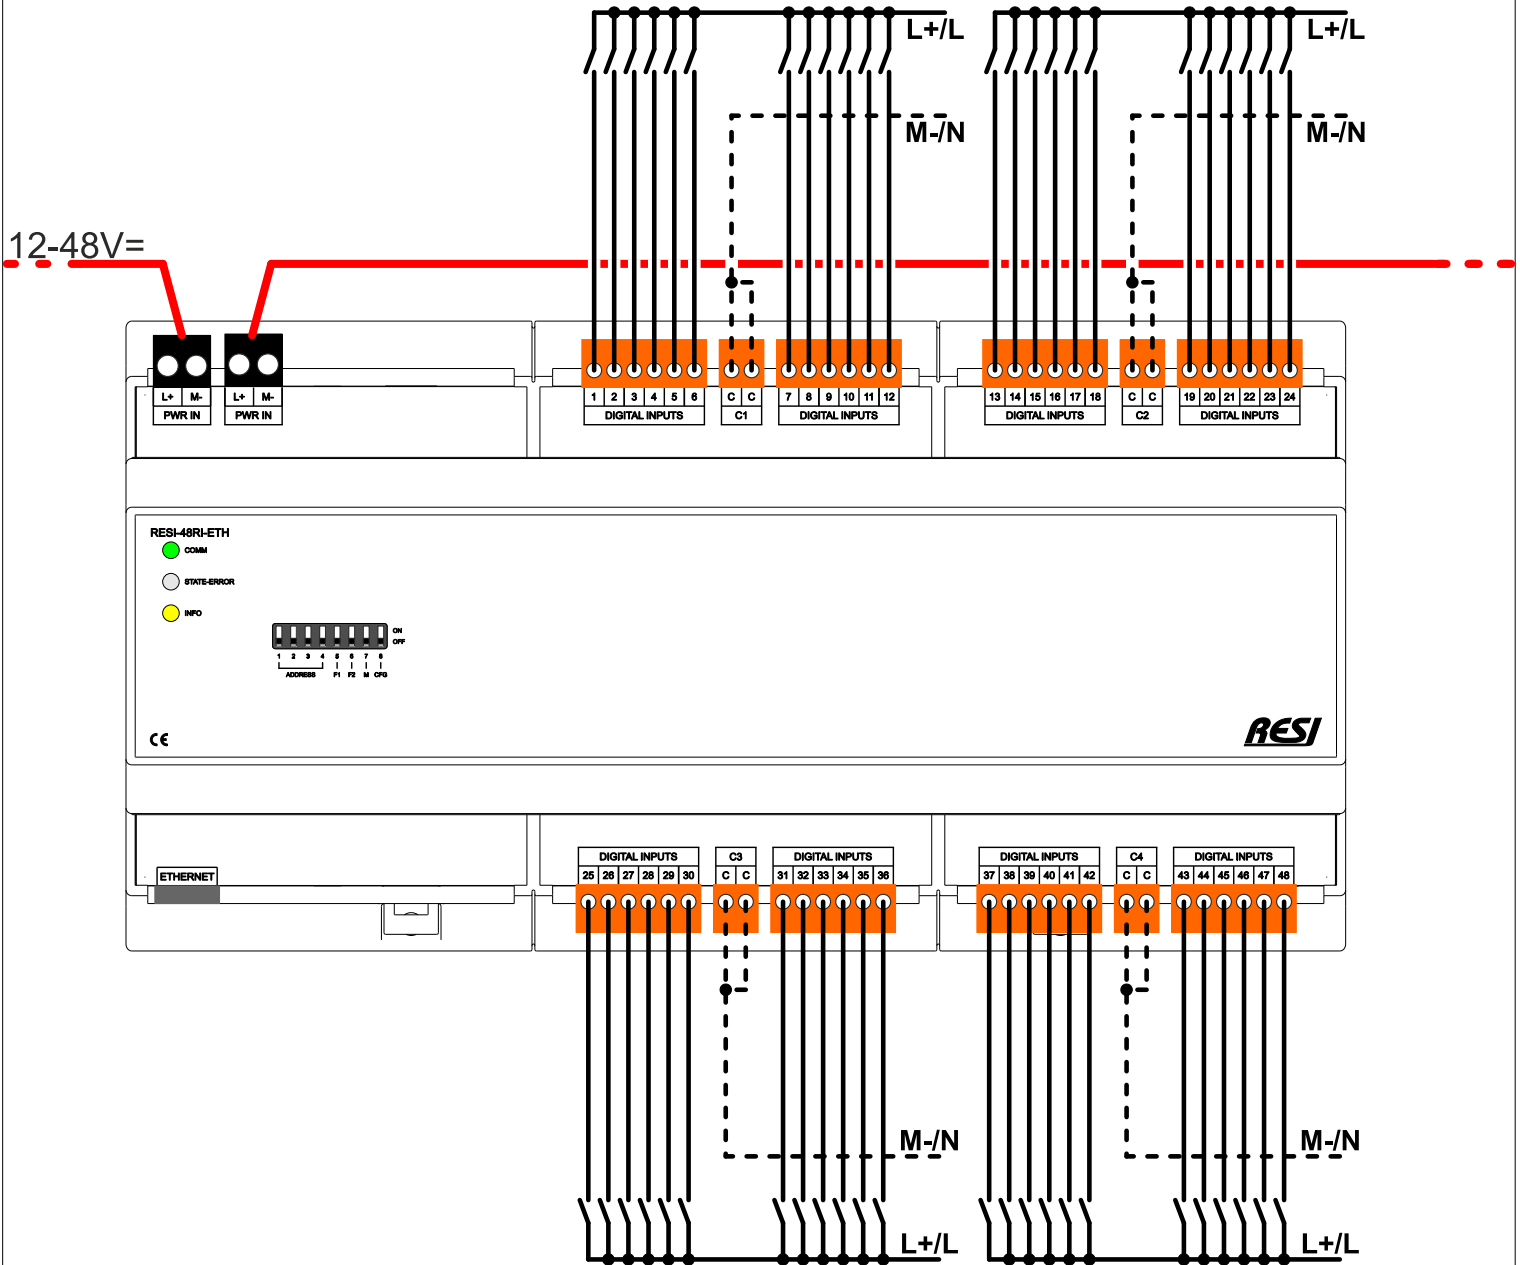 L+/L L+/L
M-/N M-/N
12-48V=
L+ M- L+ M- 1 2 3 4 5 6 C C 7 8 9 10 11 12 13 14 15 16 17 18 C C 19 20 21 22 23 24
PWR IN PWR IN DIGITAL INPUTS C1 DIGITAL INPUTS DIGITAL INPUTS C2 DIGITAL INPUTS
RESI-48RI-ETH
COMM
STATE-ERROR
INFO
ON
OFF
1 2 3 4 5 6 7 8
ADDRESS F1 F2 M CFG
CE RESI
DIGITAL INPUTS C3 DIGITAL INPUTS DIGITAL INPUTS C4 DIGITAL INPUTS
ETHERNET 25 26 27 28 29 30 C C 31 32 33 34 35 36 37 38 39 40 41 42 C C 43 44 45 46 47 48
M-/N M-/N
L+/L L+/L